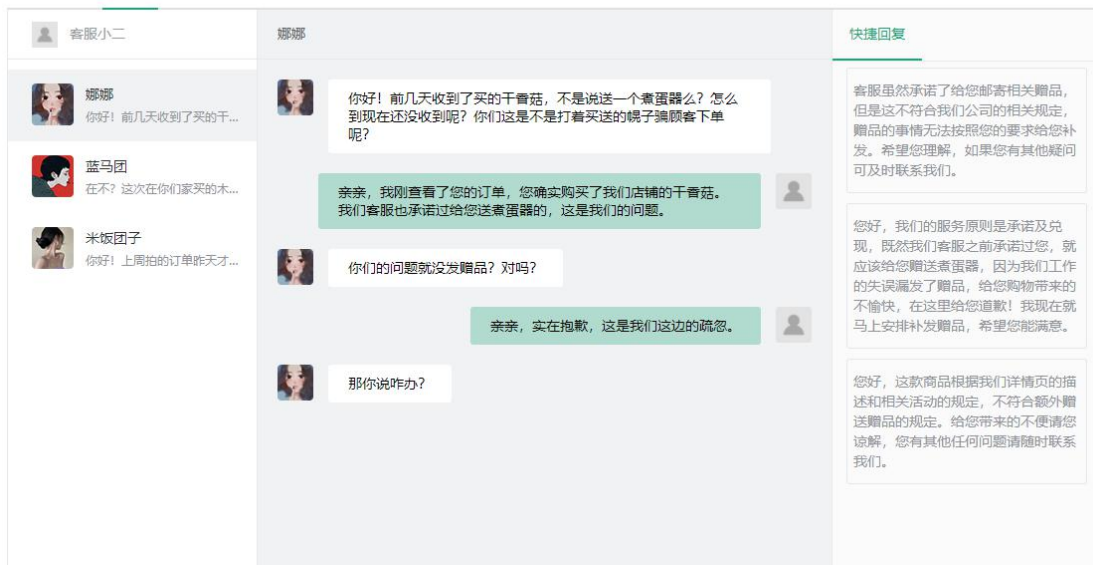 客服小二
娜娜
你好！前几天收到了买的干...
蓝马团
在不？这次在你们家买的木...
米饭团子
你好！上周拍的订单昨天才...
娜娜
你好！前几天收到了买的干香菇，不是说送一个煮蛋器么？怎么
到现在还没收到呢？你们这是不是打着买送的幌子骗顾客下单
呢？
亲亲，我刚查看了您的订单，您确实购买了我们店铺的干香菇。
我们客服也承诺过给您送煮蛋器的，这是我们的问题。
你们的问题就没发赠品？对吗？
亲亲，实在抱歉，这是我们这边的疏忽。
那你说咋办？
快捷回复
客服虽然承诺了给您邮寄相关赠品，
但是这不符合我们公司的相关规定，
赠品的事情无法按照您的要求给您补
发。希望您理解，如果您有其他疑问
可及时联系我们。
您好，我们的服务原则是承诺及兑
现，既然我们客服之前承诺过您，就
应该给您赠送煮蛋器，因为我们工作
的失误漏发了赠品，给您购物带来的
不愉快，在这里给您道歉！我现在就
马上安排补发赠品，希望您能满意。
您好，这款商品根据我们详情页的描
述和相关活动的规定，不符合额外赠
送赠品的规定。给您带来的不便请您
谅解，您有其他任何问题请随时联系
我们。